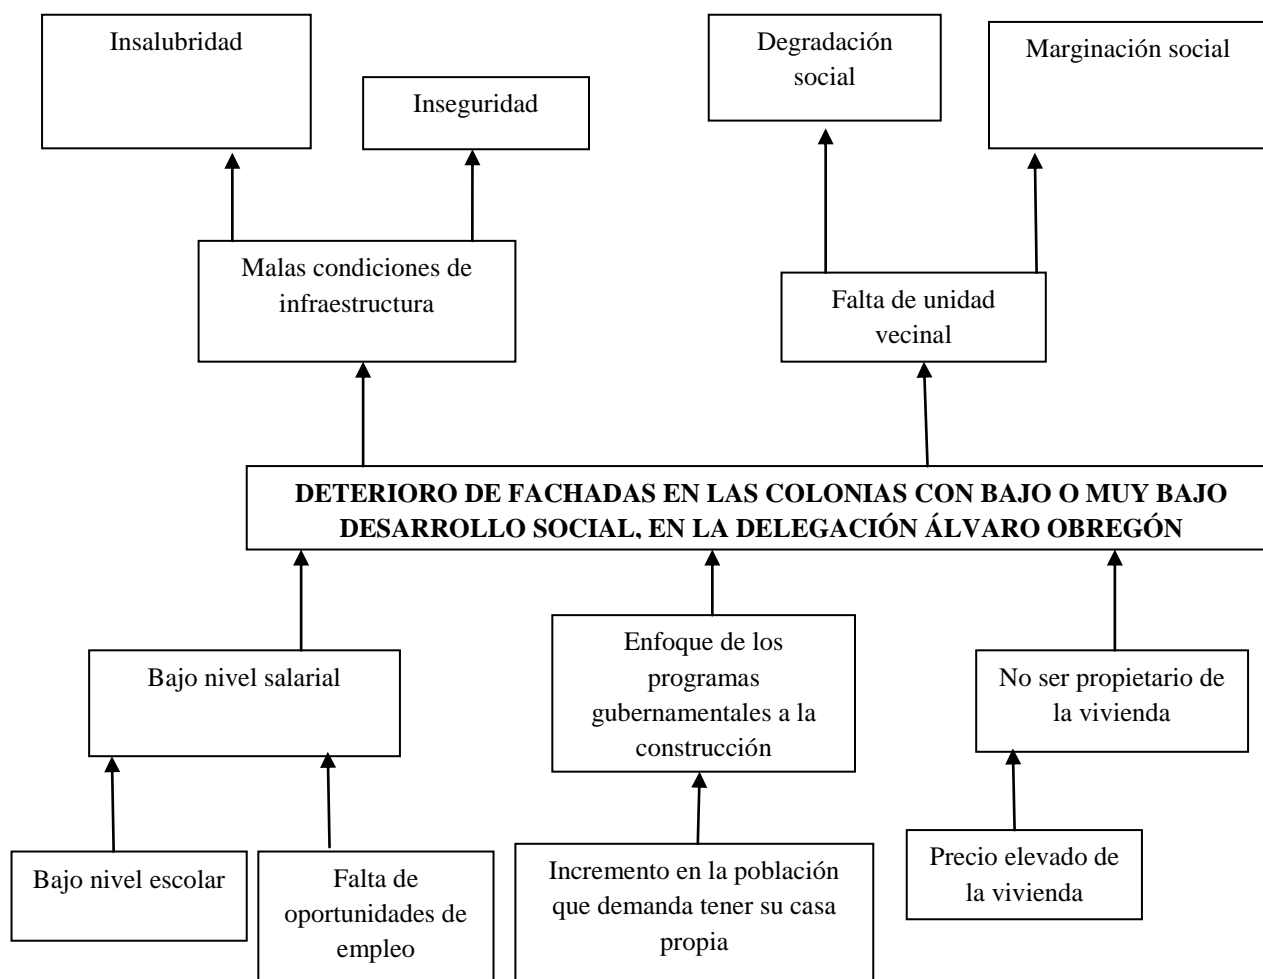 Insalubridad
Inseguridad
Degradación
social
Marginación social
Malas condiciones de
infraestructura
Falta de unidad
vecinal
DETERIORO DE FACHADAS EN LAS COLONIAS CON BAJO O MUY BAJO
DESARROLLO SOCIAL, EN LA DELEGACIÓN ÁLVARO OBREGÓN
Bajo nivel salarial
Enfoque de los
programas
gubernamentales a la
construcción
No ser propietario de
la vivienda
Bajo nivel escolar
Falta de
oportunidades de
empleo
Incremento en la población
que demanda tener su casa
propia
Precio elevado de
la vivienda